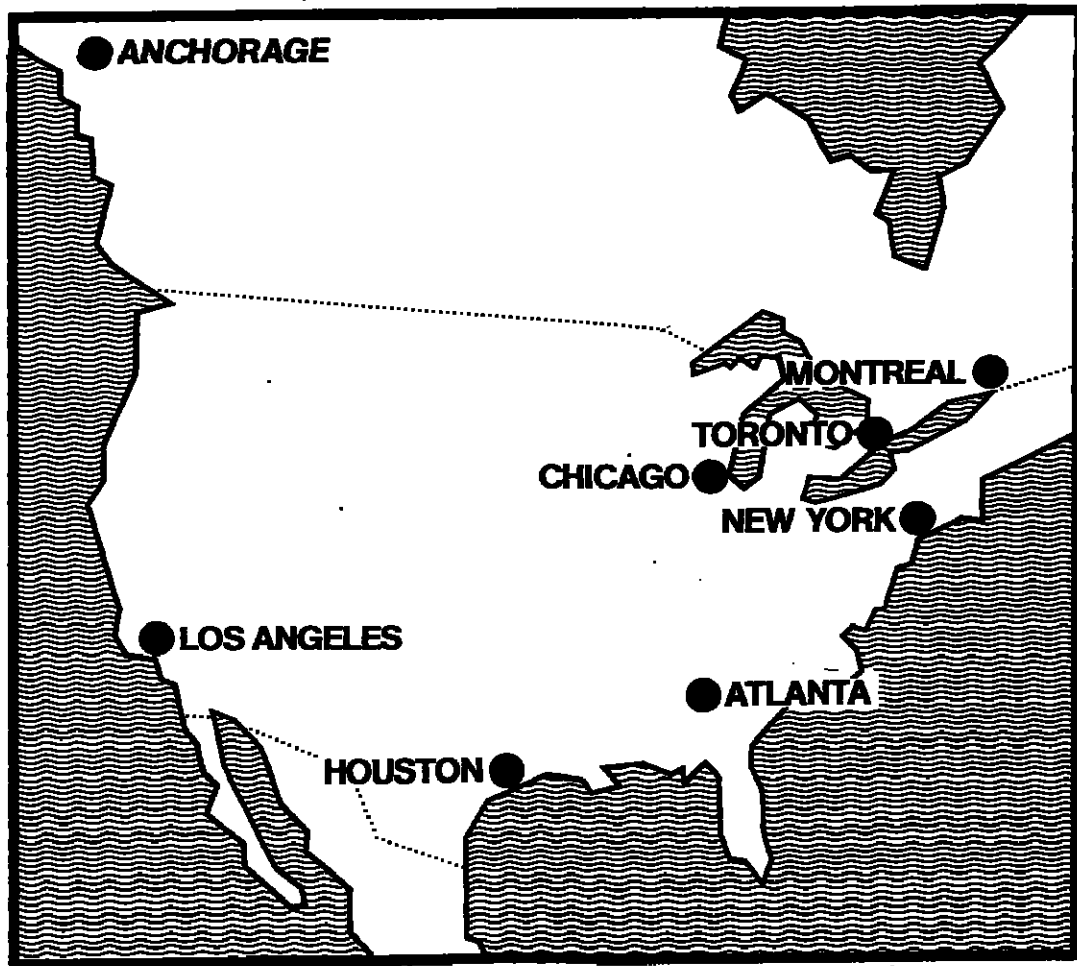 ANCHORAGE
MONTREAL
TORONTO
CHICAGO
NEW YORK
LOS ANGELES
ATLANTA
HOUSTON